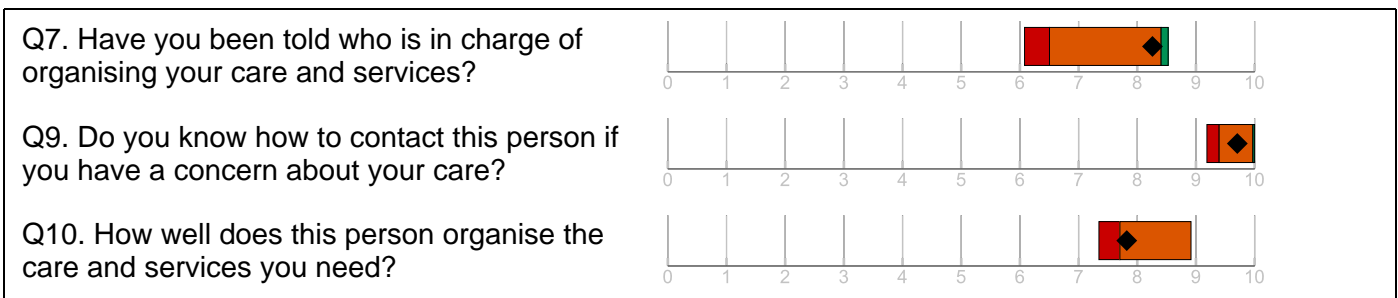 Q7. Have you been told who is in charge of
organising your care and services?
0 1 2 3 4 5 6 7 8 9 10
Q9. Do you know how to contact this person if
you have a concern about your care?
0 1 2 3 4 5 6 7 8 9 10
Q10. How well does this person organise the
care and services you need?
0 1 2 3 4 5 6 7 8 9 10